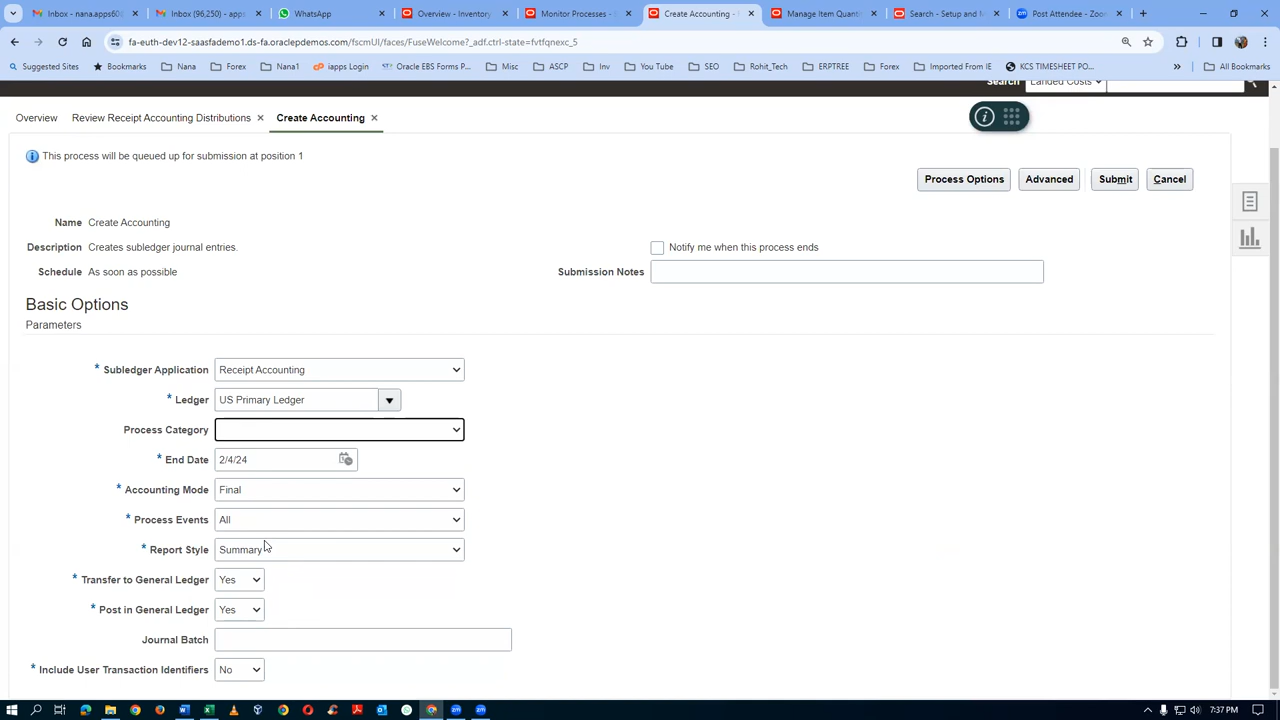 Inbox - nana.apps60
Inbox (96,250) - apps
WhatsApp
Overview - Inventory
Monitor Processes - S
Create Accounting -
Manage Item Quanti
Search - Setup and M
Post Attendee - Zoo
fa-euth-dev12-saasfademo1.ds-fa.oraclepdemos.com/fscmUI/faces/FuseWelcome?_adf.ctrl-state=fvtfqnexc_5
Suggested Sites
Bookmarks
Nana
Forex
Nana1
iapps Login
Oracle EBS Forms P...
Misc
ASCP
Inv
You Tube
SEO
Rohit_Tech
ERPTREE
Forex
Imported From IE
KCS TIMESHEET PO...
»
All Bookmarks
Search
Landed Costs
Overview
Review Receipt Accounting Distributions
Create Accounting
This process will be queued up for submission at position 1
Process Options
Advanced
Submit
Cancel
Name Create Accounting
Description Creates subledger journal entries.
Notify me when this process ends
Schedule As soon as possible
Submission Notes
Basic Options
Parameters
* Subledger Application Receipt Accounting
* Ledger US Primary Ledger
Process Category
* End Date 2/4/24
* Accounting Mode Final
* Process Events All
* Report Style Summary
* Transfer to General Ledger Yes
* Post in General Ledger Yes
Journal Batch
* Include User Transaction Identifiers No
7:37 PM